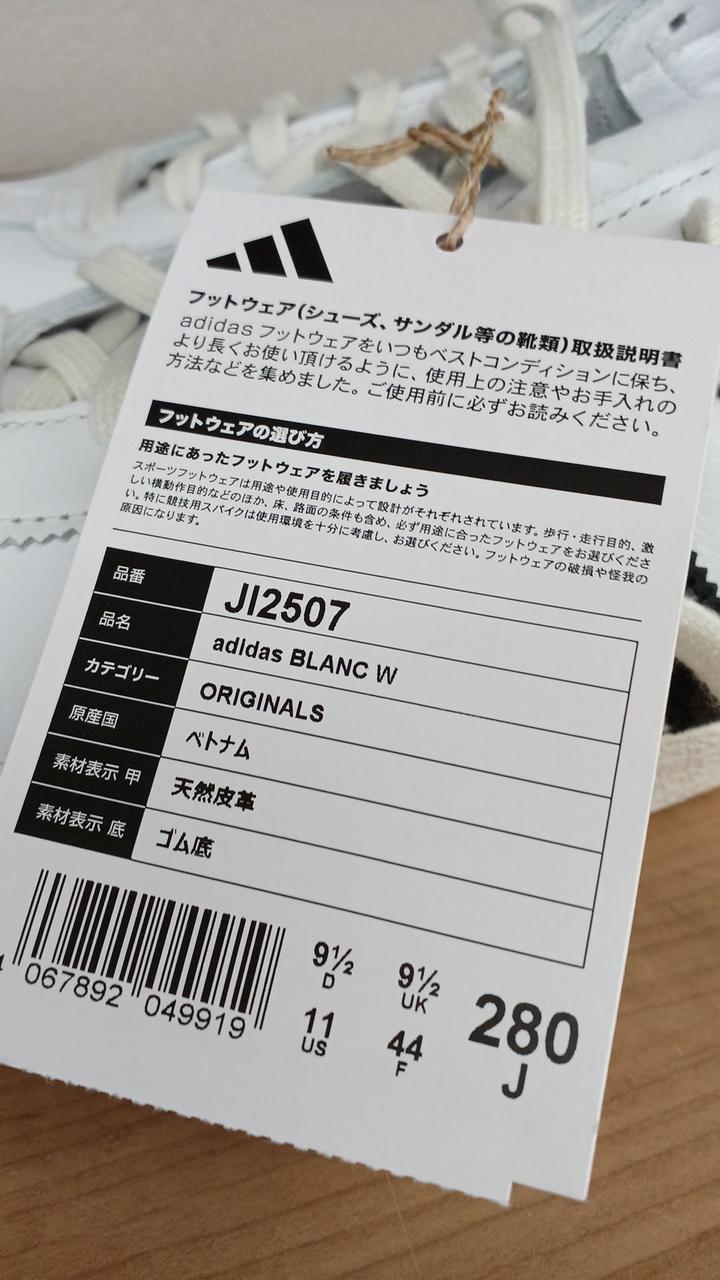 フットウェア(シューズ、サンダル等の靴類)取扱説明書
adidas フットウェアをいつもベストコンディションに保ち、
より長くお使い頂けるように、使用上の注意やお手入れの
方法などを集めました。ご使用前に必ずお読みください。
フットウェアの選び方
用途にあったフットウェアを履きましょう
スポーツフットウェアは用途や使用目的によって設計がそれぞれされています。歩行・走行目的、激
しい横動作目的などのほか、床、路面の条件も含め、必ず用途に合ったフットウェアをお選びくださ
い。特に競技用スパイクは使用環境を十分に考慮し、お選びください。フットウェアの破損や怪我の
原因になります。
品番 JI2507
品名 adidas BLANC W
カテゴリー ORIGINALS
原産国 ベトナム
素材表示 甲 天然皮革
素材表示 底 ゴム底
4 067892 049919
9½ D 9½ UK
11 US 44 F
280 J